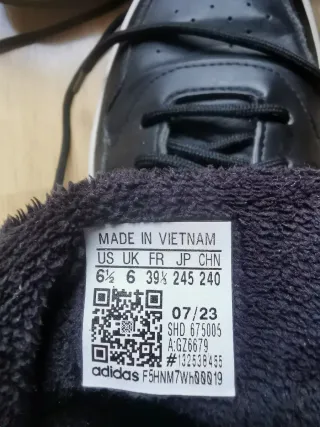 MADE IN VIETNAM
US UK FR JP CHN
6½ 6 39⅓ 245 240
07/23
SHD 675005
A:GZ6679
#132538455
adidas F5HNM7Wh00019